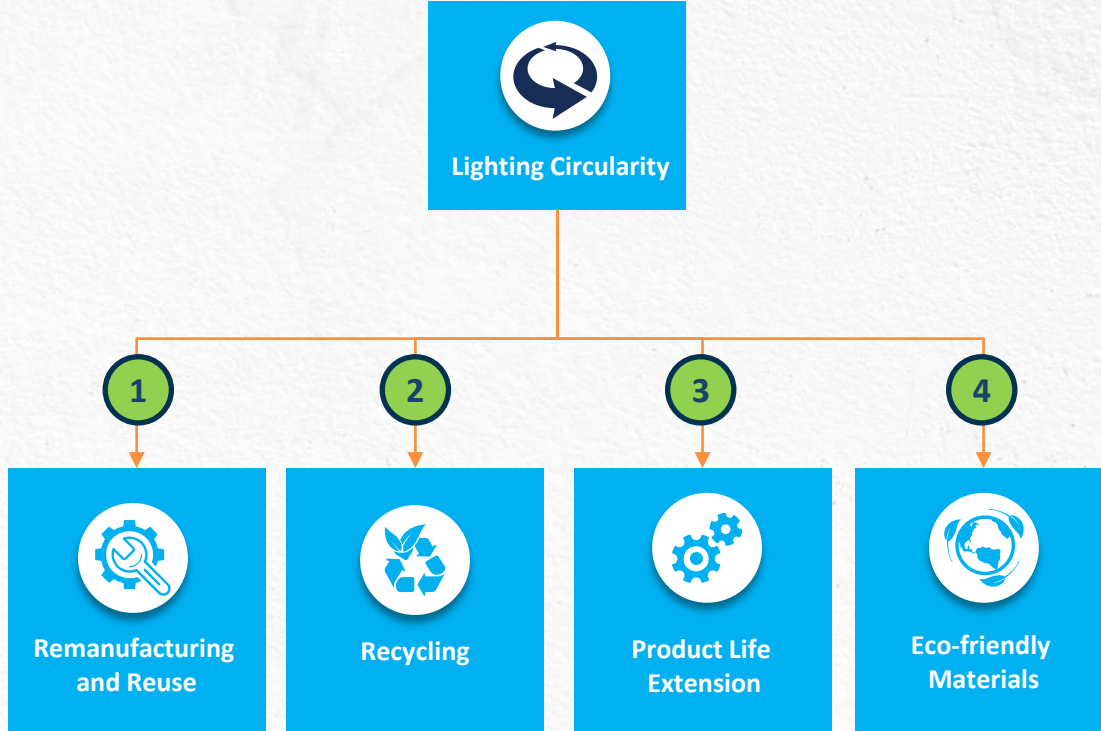 Lighting Circularity
1
2
3
4
Remanufacturing
and Reuse
Recycling
Product Life
Extension
Eco-friendly
Materials